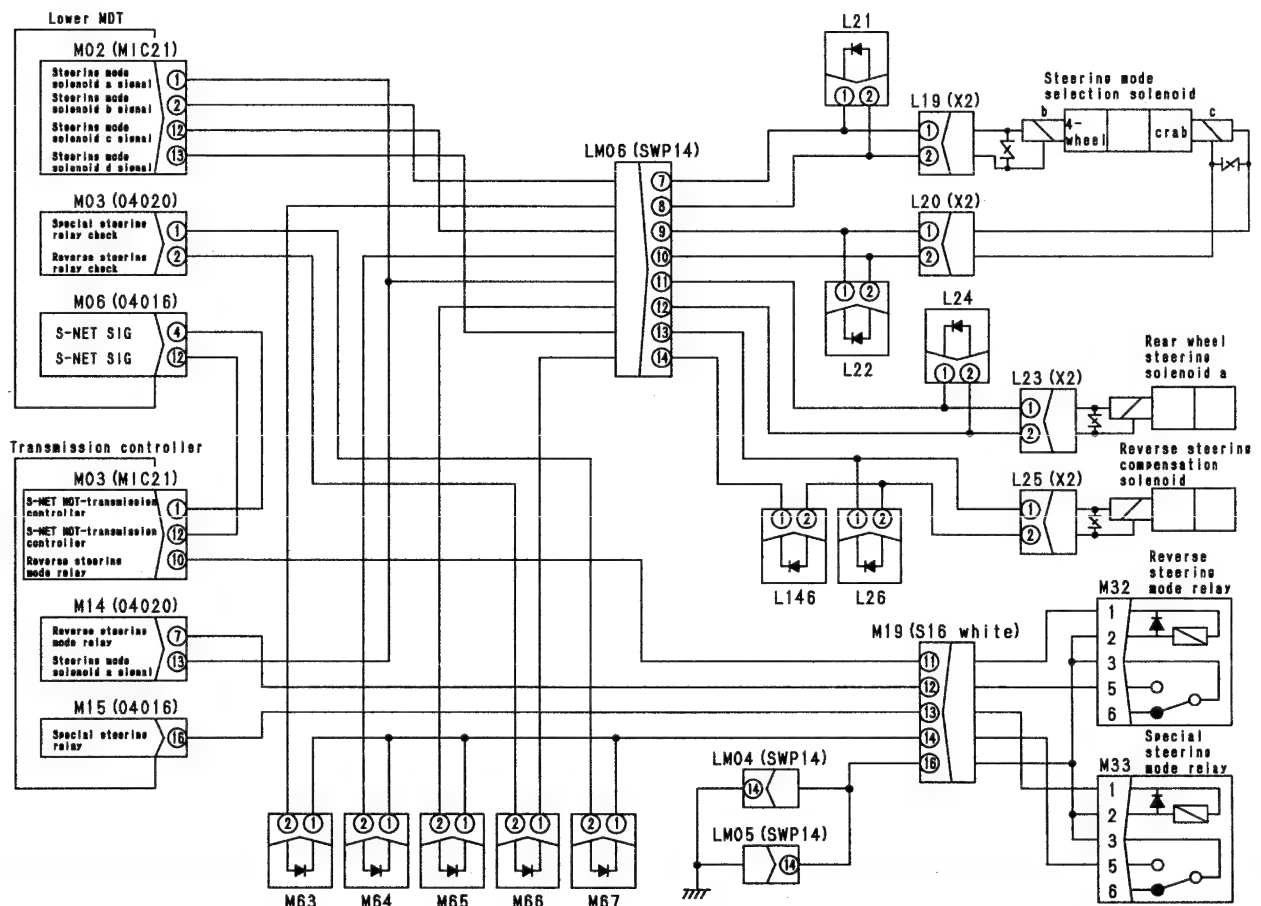 Lower MDT
M02 (MIC21)
Steering mode
solenoid a signal
1
Steering mode
solenoid b signal
2
Steering mode
solenoid c signal
12
Steering mode
solenoid d signal
13
M03 (04020)
Special steering
relay check
1
Reverse steering
relay check
2
M06 (04016)
S-NET SIG
4
S-NET SIG
12
Transmission controller
M03 (MIC21)
S-NET MDT-transmission
controller
1
S-NET MDT-transmission
controller
12
Reverse steering
mode relay
10
M14 (04020)
Reverse steering
mode relay
7
Steering mode
solenoid a signal
13
M15 (04016)
Special steering
relay
16
2 1
M63
2 1
M64
2 1
M65
2 1
M66
2 1
M67
LM06 (SWP14)
7
8
9
10
11
12
13
14
L21
1 2
L19 (X2)
1
2
Steering mode
selection solenoid
b
4-
wheel
crab
c
L20 (X2)
1
2
1 2
L22
L24
1 2
L23 (X2)
1
2
Rear wheel
steering
solenoid a
L25 (X2)
1
2
Reverse steering
compensation
solenoid
1 2
L146
1 2
L26
M19 (S16 white)
11
12
13
14
16
LM04 (SWP14)
14
LM05 (SWP14)
14
Reverse
steering
mode relay
M32
1
2
3
5
6
Special
steering
mode relay
M33
1
2
3
5
6